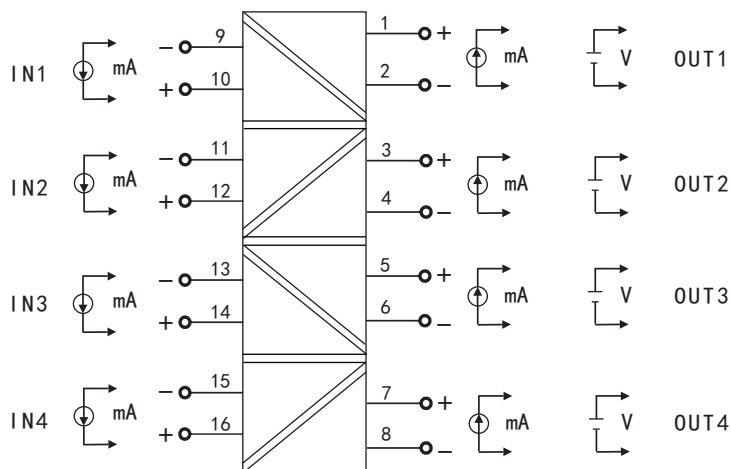 IN1 mA − 9 1 + mA V OUT1
+ 10 2 −
IN2 mA − 11 3 + mA V OUT2
+ 12 4 −
IN3 mA − 13 5 + mA V OUT3
+ 14 6 −
IN4 mA − 15 7 + mA V OUT4
+ 16 8 −